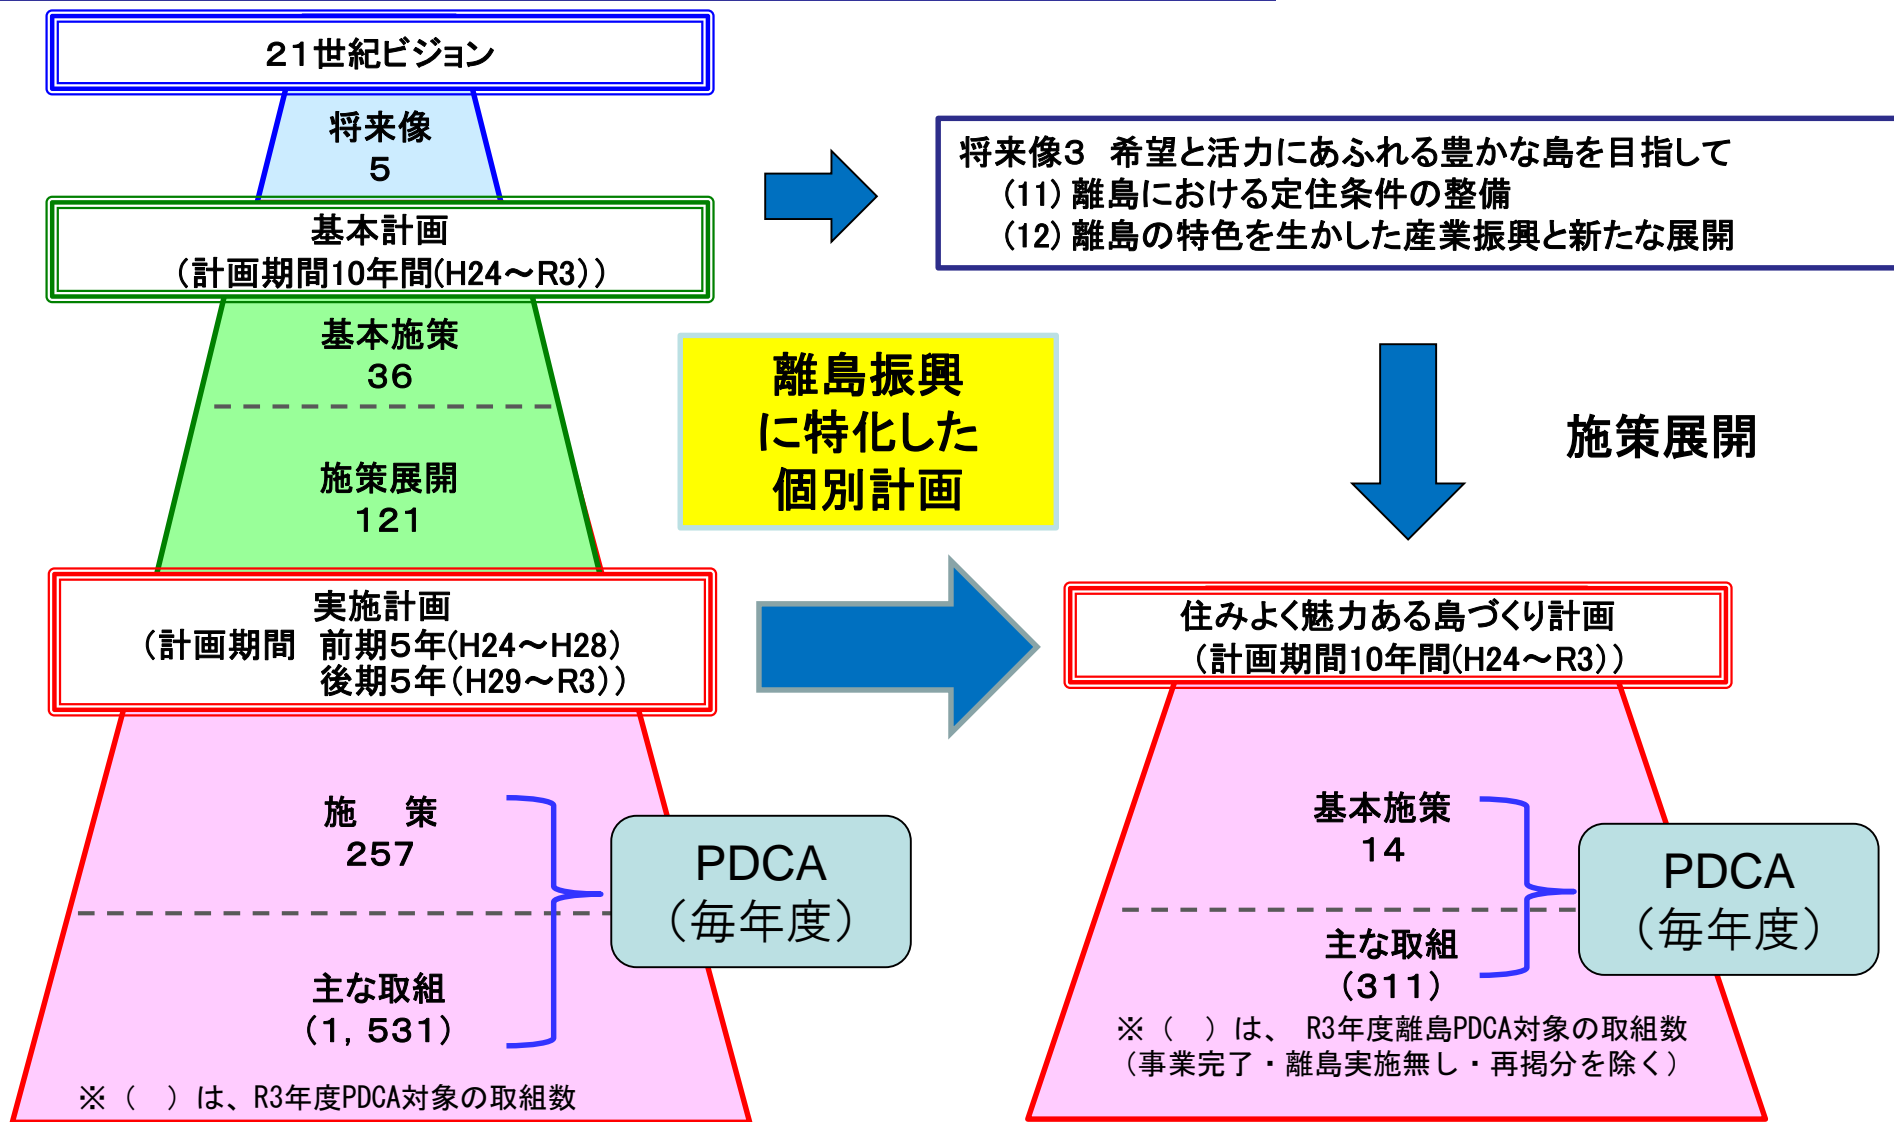 ２１世紀ビジョン
将来像
５
基本計画
（計画期間10年間(H24～R3)）
基本施策
36
施策展開
121
実施計画
（計画期間　前期５年(H24～H28)
後期５年(H29～R3)）
施　策
257
主な取組
（1，531）
※（　）は、R3年度PDCA対象の取組数
PDCA
（毎年度）
将来像３　希望と活力にあふれる豊かな島を目指して
(11) 離島における定住条件の整備
(12) 離島の特色を生かした産業振興と新たな展開
離島振興
に特化した
個別計画
施策展開
住みよく魅力ある島づくり計画
（計画期間10年間(H24～R3)）
基本施策
14
主な取組
（311）
※（　）は、 R3年度離島PDCA対象の取組数
（事業完了・離島実施無し・再掲分を除く）
PDCA
（毎年度）